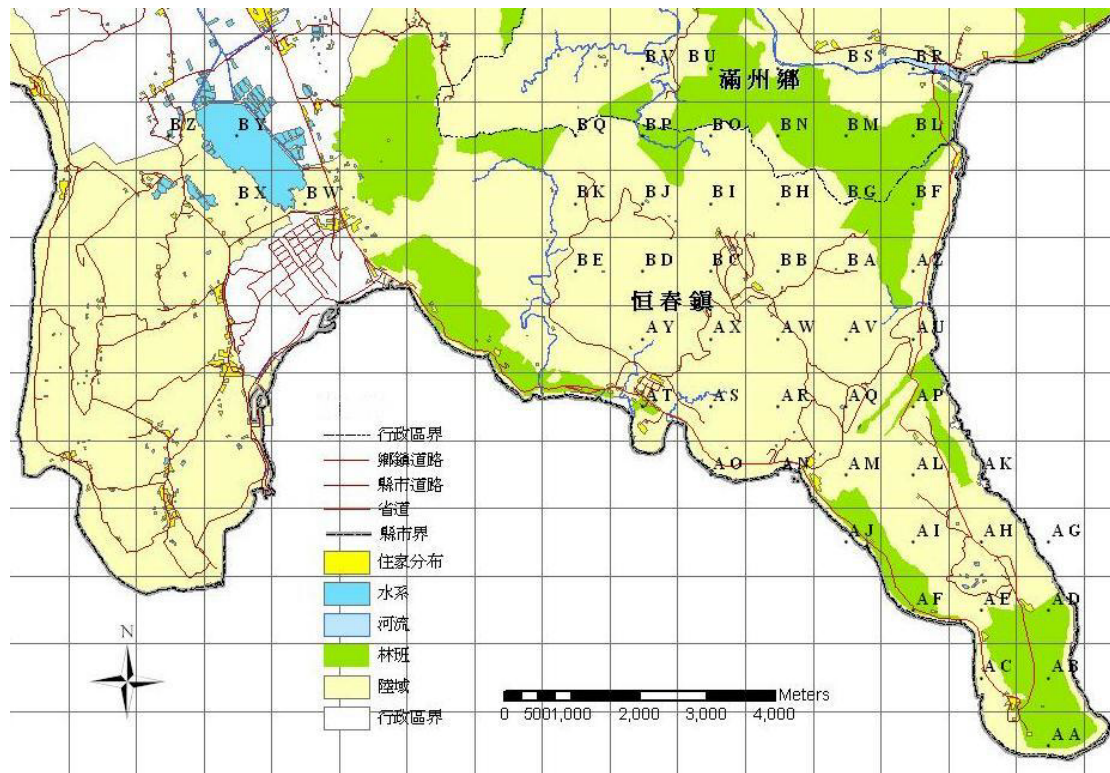 BV BU BS BR
滿州鄉
BZ BY BQ BP BO BN BM BL
BX BW BK BJ BI BH BG BF
BE BD BC BB BA AZ
恒春鎮
AY AX AW AV AU
AT AS AR AQ AP
AO AN AM AL AK
AJ AI AH AG
AF AE AD
AC AB
AA
行政區界
鄉鎮道路
縣市道路
省道
縣市界
住家分布
水系
河流
林班
陸域
行政區界
N
Meters
0 500 1,000 2,000 3,000 4,000